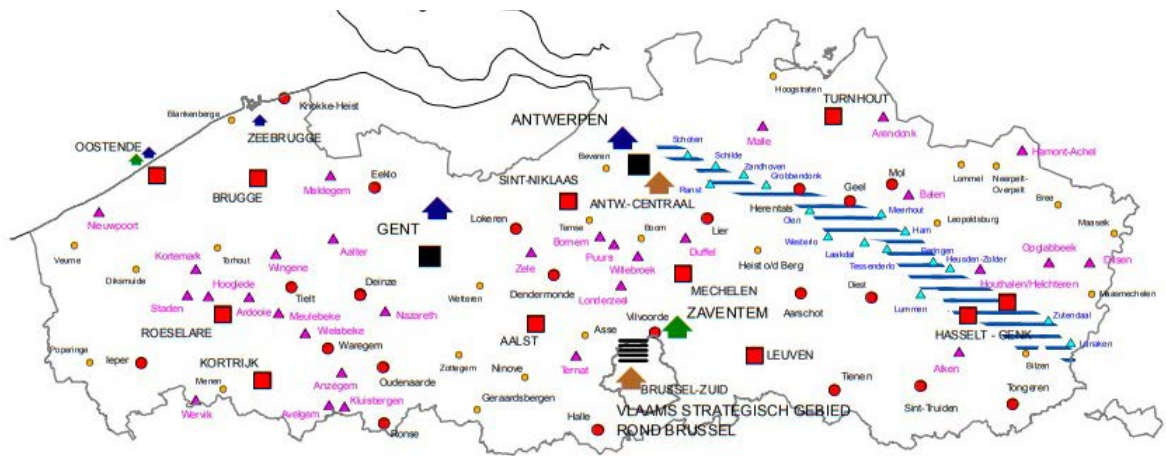 Hoogstraten
TURNHOUT
Knokke-Heist
Blankenberge
ZEEBRUGGE
ANTWERPEN
Malle
Arendonk
OOSTENDE
Schoten
Beveren
Schilde
Hamont-Achel
Zandhoven
Lommel
Neerpelt-
Overpelt
Maldegem
Eeklo
SINT-NIKLAAS
Ranst
Grobbendonk
Mol
Geel
Balen
BRUGGE
ANTW.-CENTRAAL
Herentals
Bree
Nieuwpoort
Lokeren
Temse
Boom
Lier
Olen
Meerhout
Leopoldsburg
Maaseik
GENT
Bornem
Ham
Veurne
Kortemark
Torhout
Aalter
Puurs
Duffel
Westerlo
Wingene
Zele
Willebroek
Heist o/d Berg
Laakdal
Beringen
Opglabbeek
Dilsen
Diksmuide
Hooglede
Deinze
Tessenderlo
Heusden-Zolder
Houthalen/Helchteren
Staden
Tielt
Wetteren
Dendermonde
Londerzeel
MECHELEN
Diest
Maasmechelen
Ardooie
Meulebeke
Nazareth
Aarschot
Lummen
ROESELARE
Welsbeke
Vilvoorde
ZAVENTEM
Zutendaal
AALST
Asse
HASSELT - GENK
Poperinge
Ieper
KORTRIJK
Waregem
Zottegem
Ninove
Ternat
LEUVEN
Alken
Bilzen
Lanaken
Menen
Anzegem
Oudenaarde
BRUSSEL-ZUID
Tienen
Tongeren
Wervik
Avelgem
Kluisbergen
Geraardsbergen
VLAAMS STRATEGISCH GEBIED
Sint-Truiden
Ronse
Halle
ROND BRUSSEL